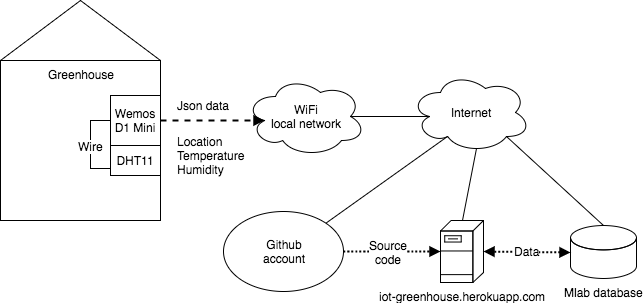 Greenhouse
Wemos
D1 Mini
Wire
DHT11
Json data
Location
Temperature
Humidity
WiFi
local network
Internet
Github
account
Source
code
iot-greenhouse.herokuapp.com
Data
Mlab database